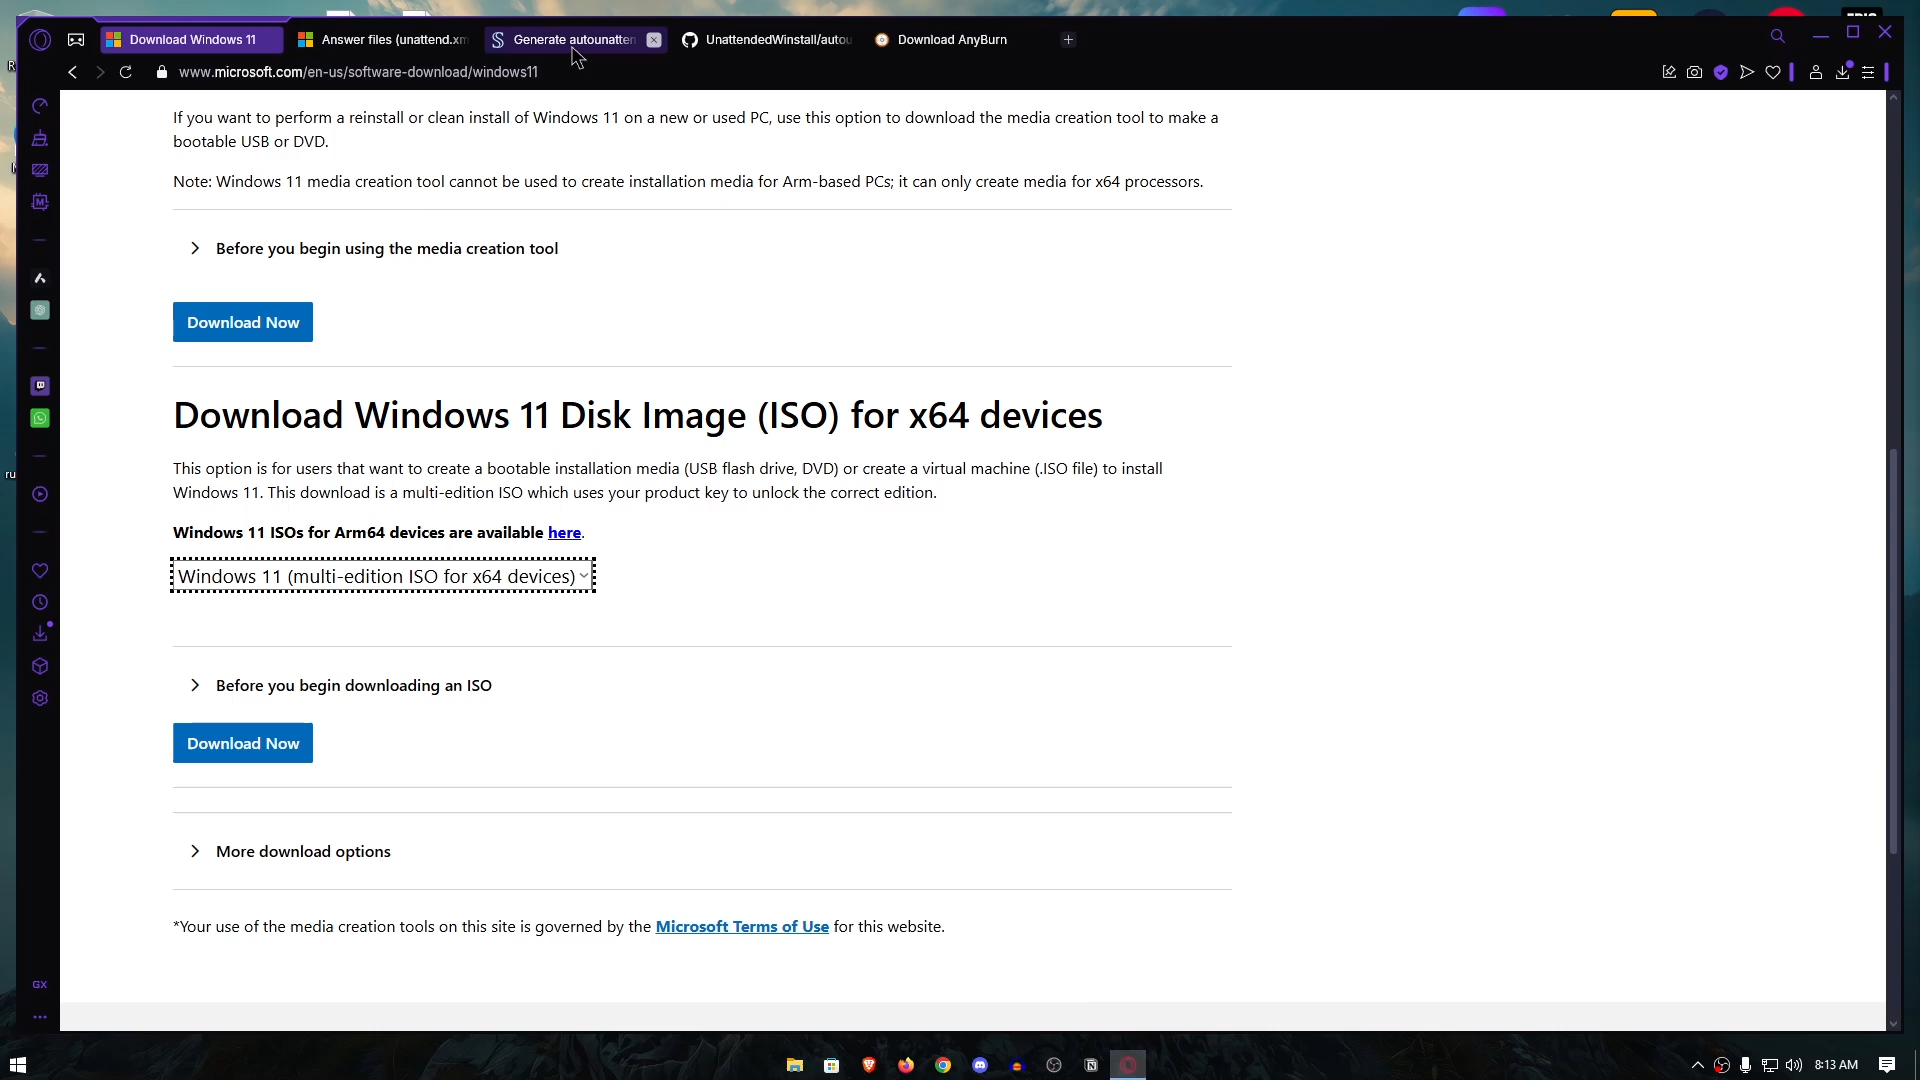 Download Windows 11
Answer files (unattend.xm
Generate autounatten
UnattendedWinstall/autou
Download AnyBurn
www.microsoft.com/en-us/software-download/windows11
If you want to perform a reinstall or clean install of Windows 11 on a new or used PC, use this option to download the media creation tool to make a
bootable USB or DVD.
Note: Windows 11 media creation tool cannot be used to create installation media for Arm-based PCs; it can only create media for x64 processors.
Before you begin using the media creation tool
Download Now
Download Windows 11 Disk Image (ISO) for x64 devices
This option is for users that want to create a bootable installation media (USB flash drive, DVD) or create a virtual machine (.ISO file) to install
Windows 11. This download is a multi-edition ISO which uses your product key to unlock the correct edition.
Windows 11 ISOs for Arm64 devices are available here.
Windows 11 (multi-edition ISO for x64 devices)
Before you begin downloading an ISO
Download Now
More download options
*Your use of the media creation tools on this site is governed by the Microsoft Terms of Use for this website.
GX
8:13 AM